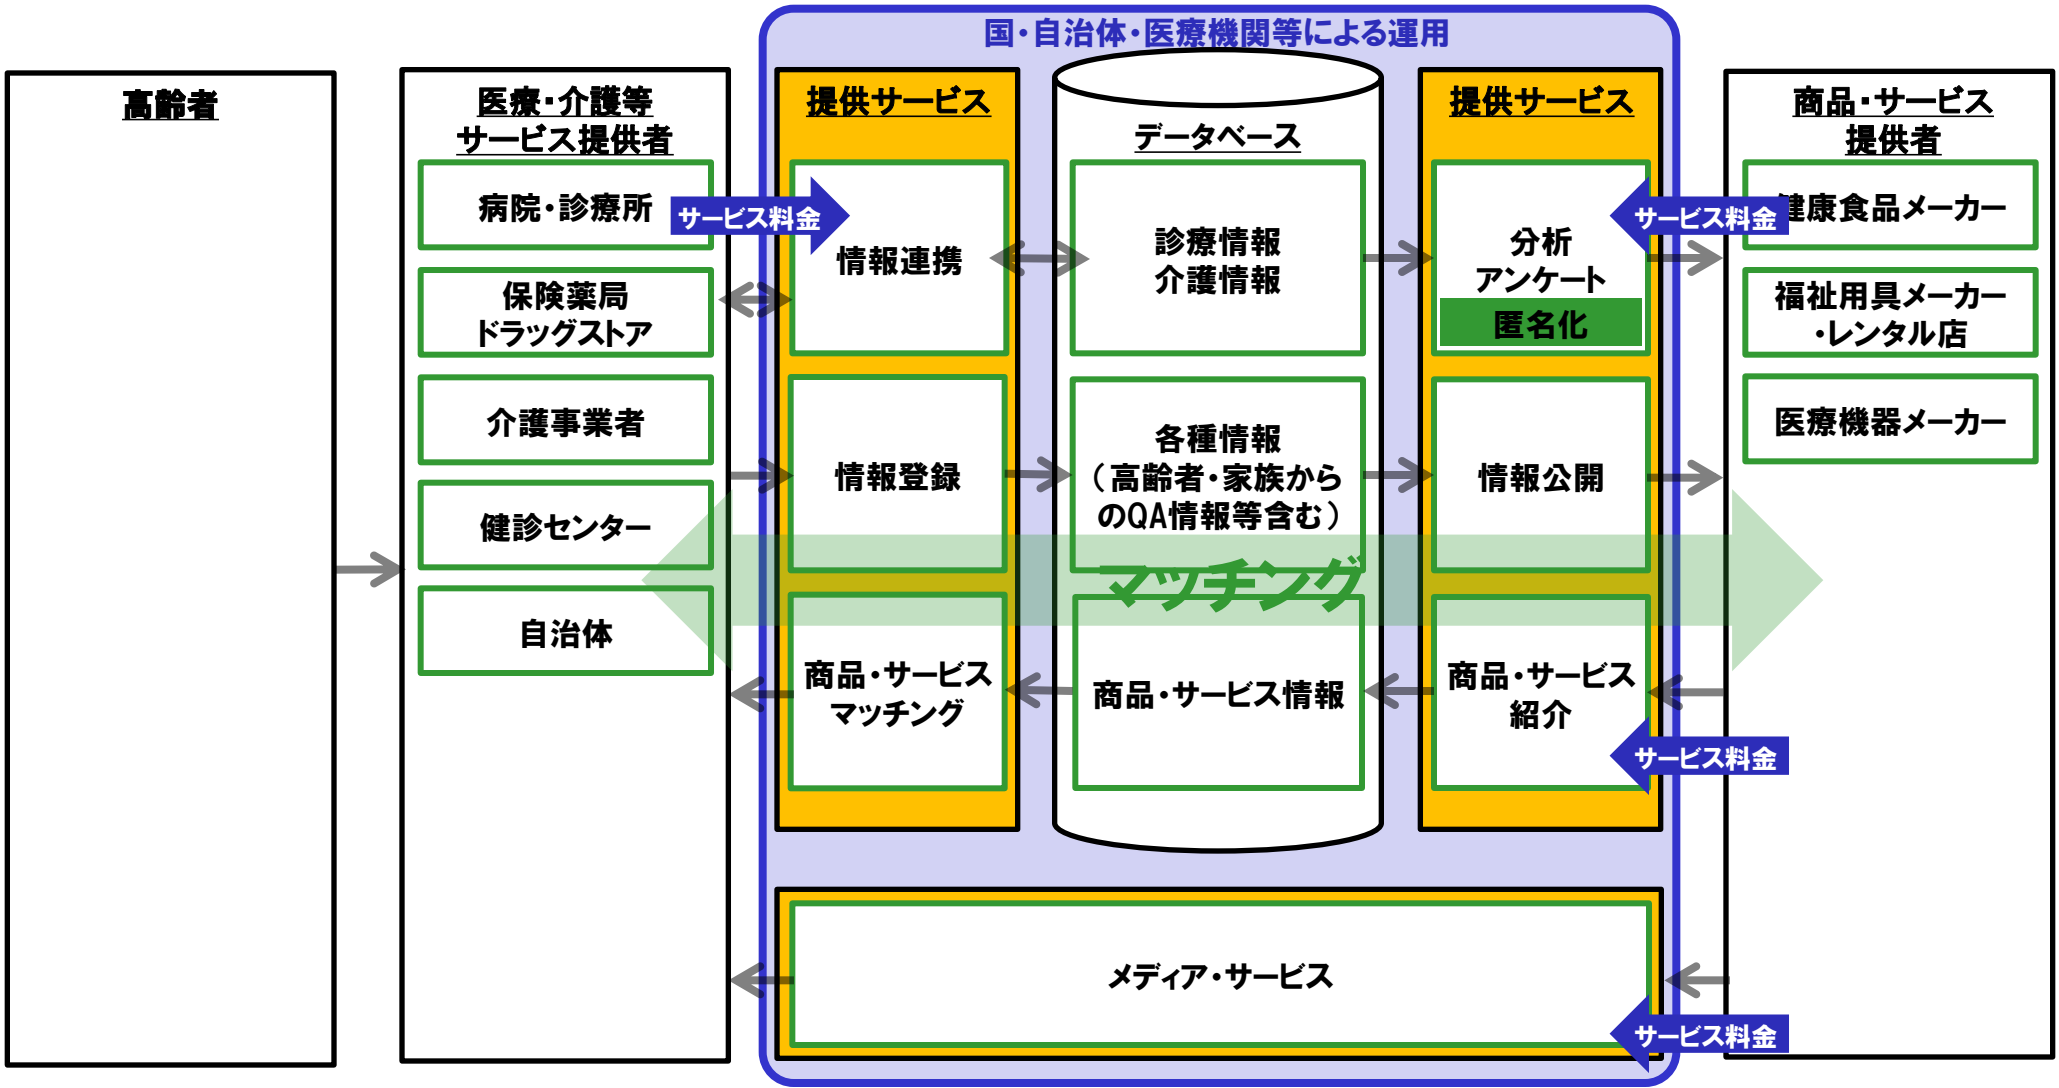 国・自治体・医療機関等による運用
高齢者
医療・介護等
サービス提供者
病院・診療所
保険薬局
ドラッグストア
介護事業者
健診センター
自治体
サービス料金
提供サービス
情報連携
情報登録
商品・サービス
マッチング
データベース
診療情報
介護情報
各種情報
（高齢者・家族から
のQA情報等含む）
マッチング
商品・サービス情報
提供サービス
分析
アンケート
匿名化
情報公開
商品・サービス
紹介
サービス料金
サービス料金
商品・サービス
提供者
健康食品メーカー
福祉用具メーカー
・レンタル店
医療機器メーカー
メディア・サービス
サービス料金